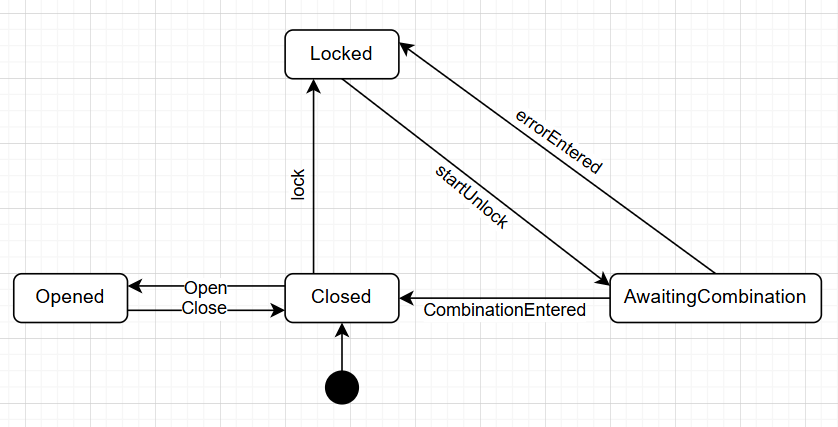 Locked
errorEntered
startUnlock
lock
Opened
Open
Close
Closed
CombinationEntered
AwaitingCombination